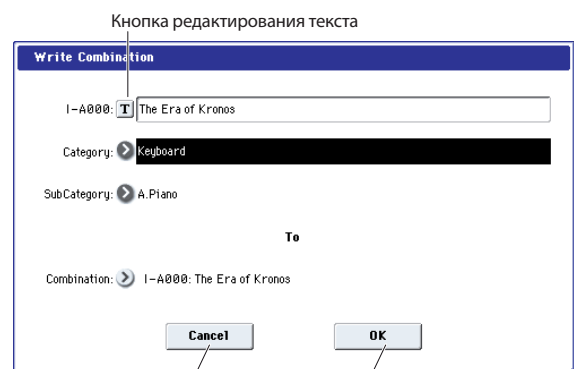 Кнопка редактирования текста
Write Combination
I-A000: T The Era of Kronos
Category: Keyboard
SubCategory: A.Piano
To
Combination: I-A000: The Era of Kronos
Cancel OK